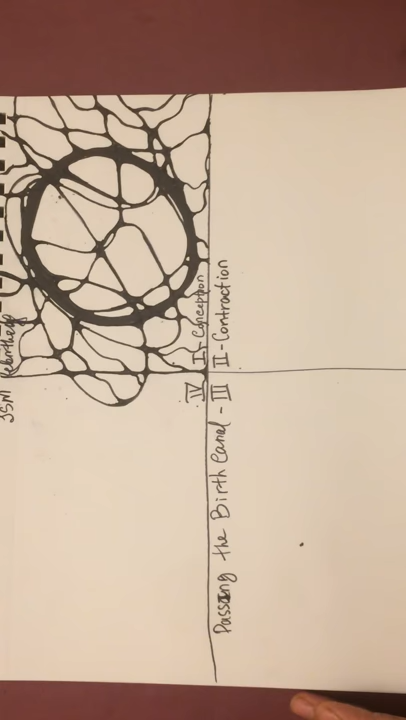 I - Conception
II - Contraction
IV
Passing the Birth Canal - III